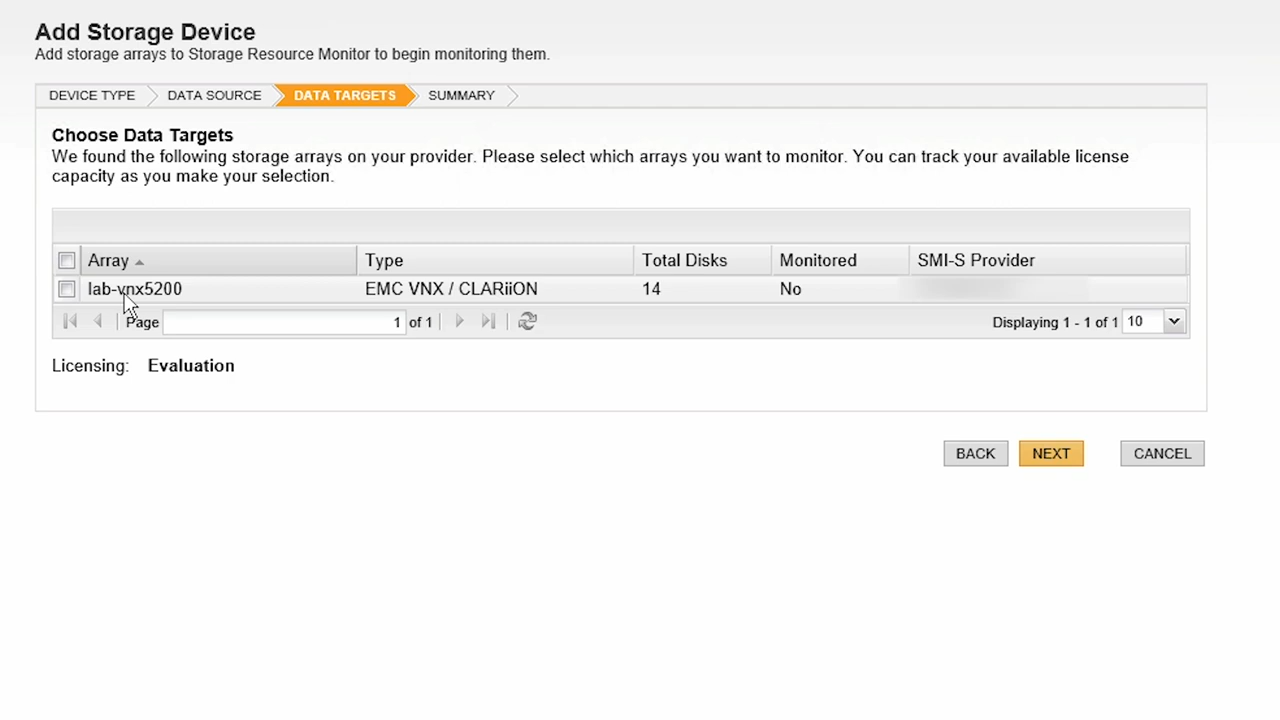 Add Storage Device
Add storage arrays to Storage Resource Monitor to begin monitoring them.
DEVICE TYPE DATA SOURCE DATA TARGETS SUMMARY
Choose Data Targets
We found the following storage arrays on your provider. Please select which arrays you want to monitor. You can track your available license
capacity as you make your selection.
Array Type Total Disks Monitored SMI-S Provider
lab-vnx5200 EMC VNX / CLARiiON 14 No
Page 1 of 1 Displaying 1 - 1 of 1 10
Licensing: Evaluation
BACK NEXT CANCEL